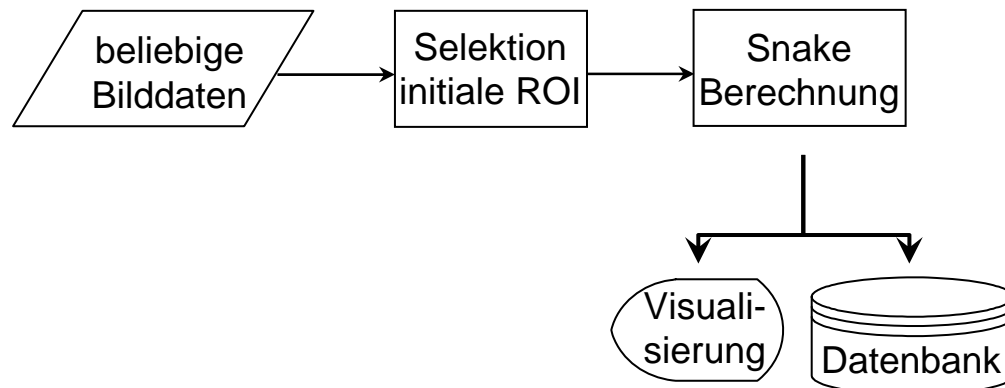 beliebige
Bilddaten
Selektion
initiale ROI
Snake
Berechnung
Visuali-
sierung
Datenbank